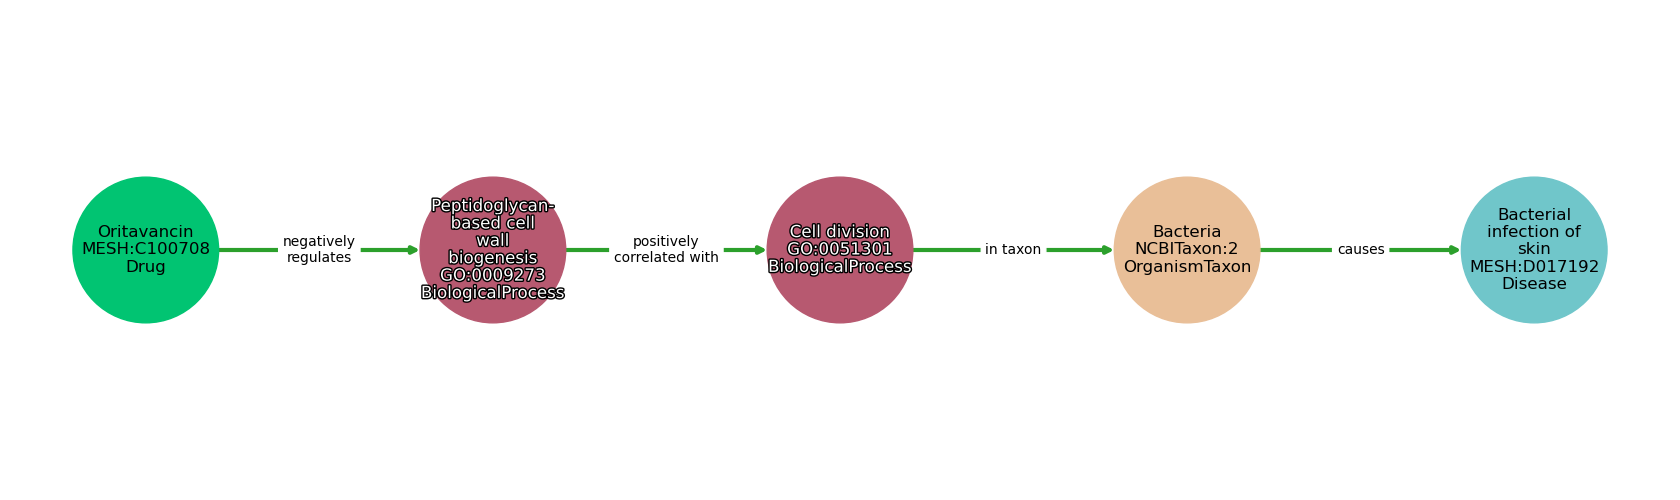 Oritavancin
MESH:C100708
Drug
negatively
regulates
Peptidoglycan-
based cell
wall
biogenesis
GO:0009273
BiologicalProcess
positively
correlated with
Cell division
GO:0051301
BiologicalProcess
in taxon
Bacteria
NCBITaxon:2
OrganismTaxon
causes
Bacterial
infection of
skin
MESH:D017192
Disease